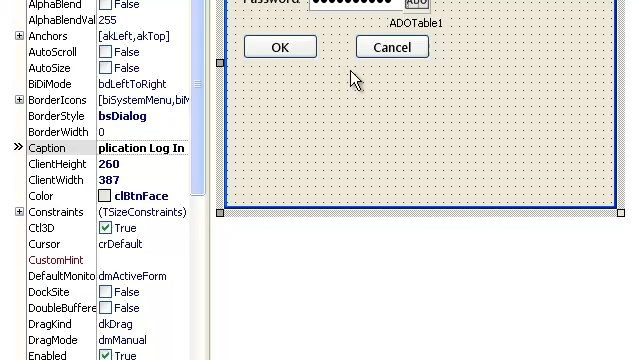 AlphaBlend False
Password
ADO
AlphaBlendVal 255
ADOTable1
Anchors [akLeft,akTop]
OK Cancel
AutoScroll False
AutoSize False
BiDiMode bdLeftToRight
BorderIcons [biSystemMenu,biM
BorderStyle bsDialog
BorderWidth 0
Caption plication Log In
ClientHeight 260
ClientWidth 387
Color clBtnFace
Constraints (TSizeConstraints)
Ctl3D True
Cursor crDefault
CustomHint
DefaultMonito dmActiveForm
DockSite False
DoubleBuffere False
DragKind dkDrag
DragMode dmManual
Enabled True